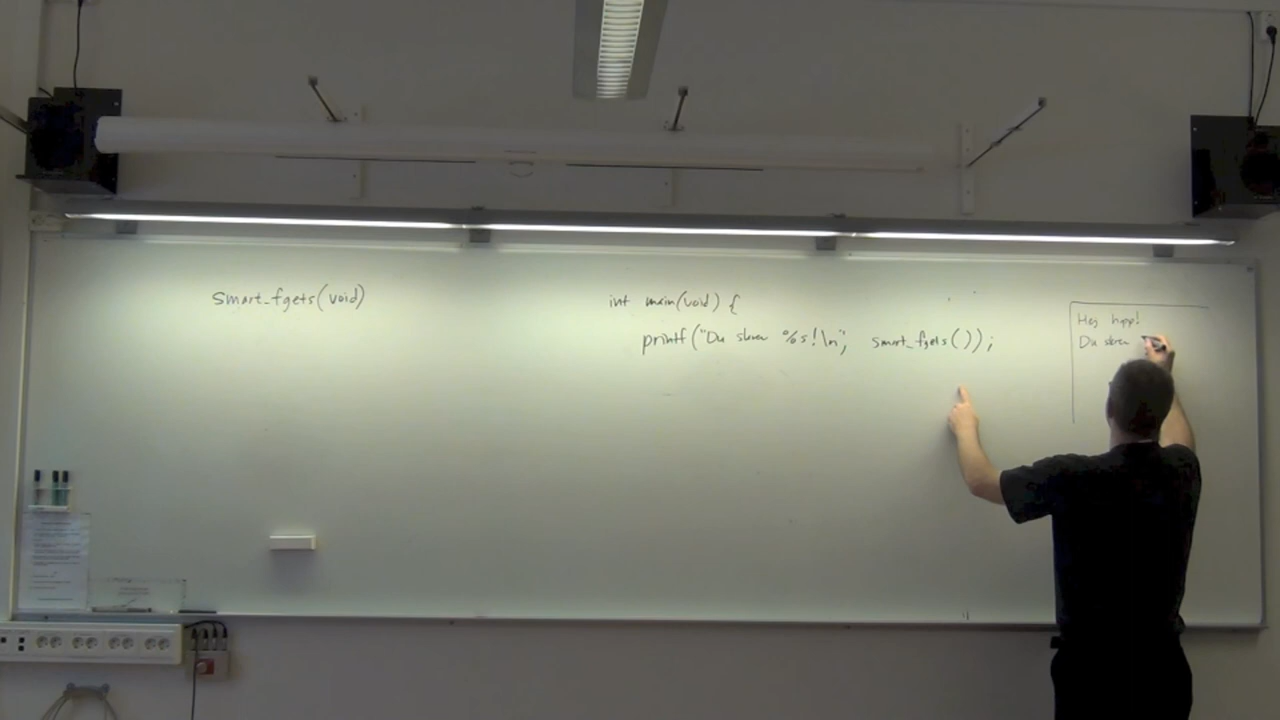 smart_fgets(void)
int main(void) {
printf("Du skrev %s!\n", smart_fgets());
Hej hopp!
Du skrev